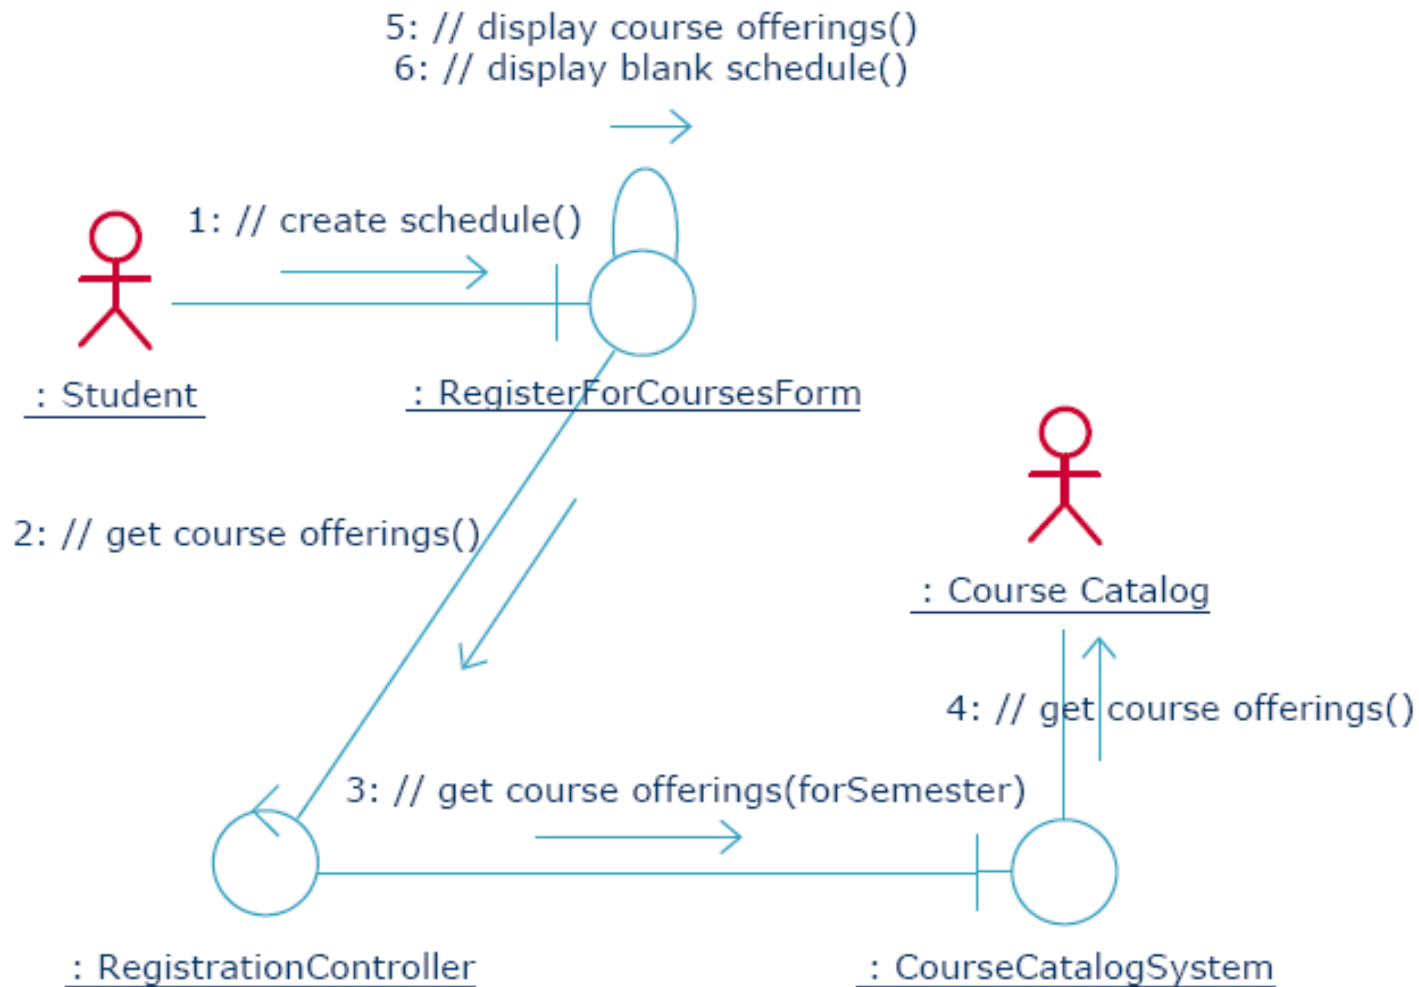 5: // display course offerings()
6: // display blank schedule()
1: // create schedule()
: Student
: RegisterForCoursesForm
2: // get course offerings()
: Course Catalog
4: // get course offerings()
3: // get course offerings(forSemester)
: RegistrationController
: CourseCatalogSystem